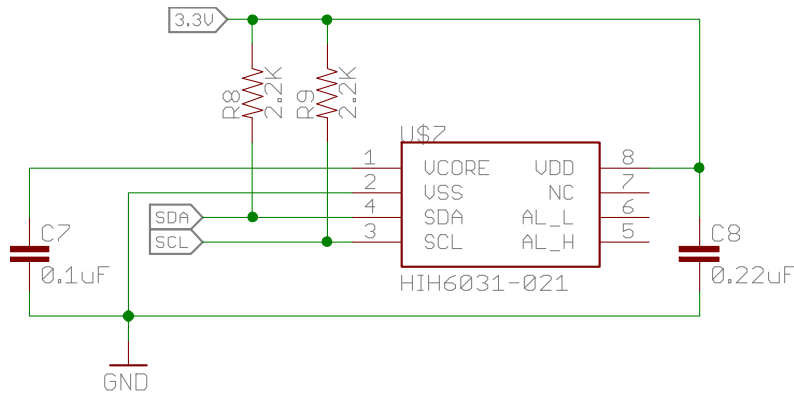 3.3V
R8
2.2K
R9
2.2K
U$7
1
VCORE
VDD
8
2
VSS
NC
7
SDA
4
SDA
AL_L
6
SCL
3
SCL
AL_H
5
C7
0.1uF
C8
0.22uF
HIH6031-021
GND